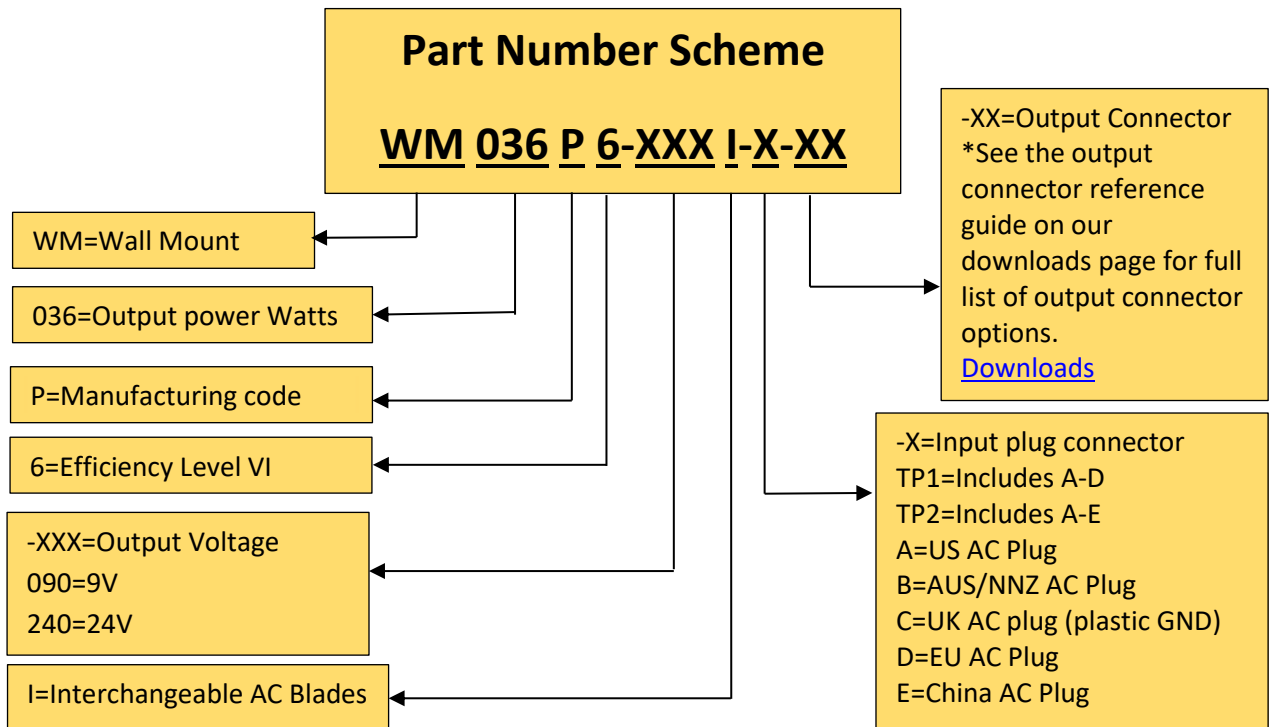 Part Number Scheme
WM 036 P 6-XXX I-X-XX
WM=Wall Mount
036=Output power Watts
P=Manufacturing code
6=Efficiency Level VI
-XXX=Output Voltage
090=9V
240=24V
I=Interchangeable AC Blades
-XX=Output Connector
*See the output
connector reference
guide on our
downloads page for full
list of output connector
options.
Downloads
-X=Input plug connector
TP1=Includes A-D
TP2=Includes A-E
A=US AC Plug
B=AUS/NNZ AC Plug
C=UK AC plug (plastic GND)
D=EU AC Plug
E=China AC Plug